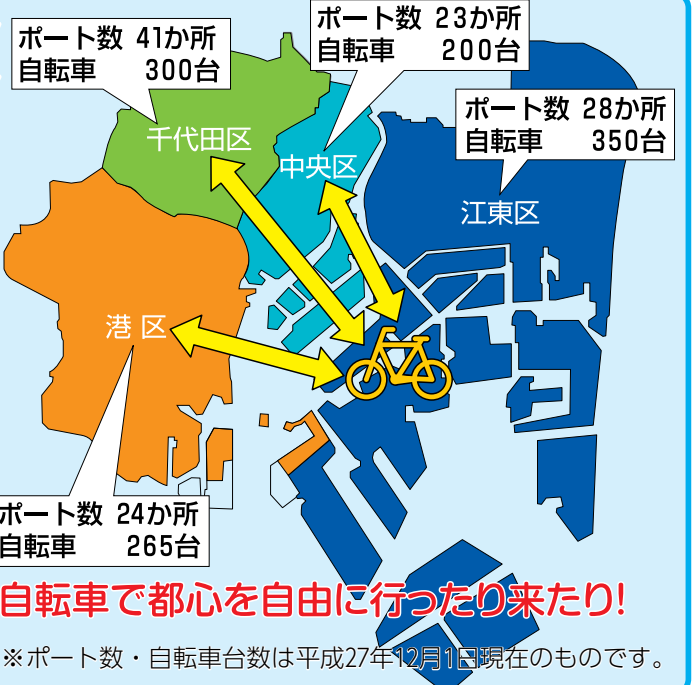 ポート数 41か所
自転車 300台
ポート数 23か所
自転車 200台
ポート数 28か所
自転車 350台
千代田区
中央区
江東区
港 区
ポート数 24か所
自転車 265台
自転車で都心を自由に行ったり来たり!
※ポート数・自転車台数は平成27年12月1日現在のものです。